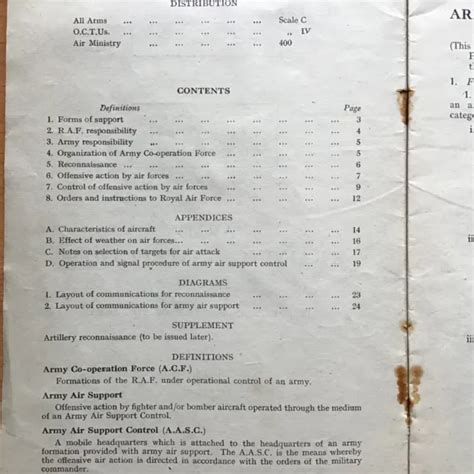 DISTRIBUTION
All Arms ... ... ... ... Scale C
O.C.T.Us. ... ... ... ... „ IV
Air Ministry ... ... ... ... 400
CONTENTS
Definitions Page
1. Forms of support ... ... ... ... ... 3
2. R.A.F. responsibility ... ... ... ... ... 4
3. Army responsibility ... ... ... ... ... 5
4. Organization of Army Co-operation Force ... ... ... ... 5
5. Reconnaissance ... ... ... ... ... ... 6
6. Offensive action by air forces ... ... ... ... 7
7. Control of offensive action by air forces ... ... ... 9
8. Orders and instructions to Royal Air Force ... ... ... 12
APPENDICES
A. Characteristics of aircraft ... ... ... ... 14
B. Effect of weather on air forces... ... ... ... 16
C. Notes on selection of targets for air attack ... ... ... 17
D. Operation and signal procedure of army air support control ... ... 19
DIAGRAMS
1. Layout of communications for reconnaissance ... ... ... 23
2. Layout of communications for army air support ... ... ... 24
SUPPLEMENT
Artillery reconnaissance (to be issued later).
DEFINITIONS
Army Co-operation Force (A.C.F.)
Formations of the R.A.F. under operational control of an army.
Army Air Support
Offensive action by fighter and/or bomber aircraft operated through the medium
of an Army Air Support Control.
Army Air Support Control (A.A.S.C.)
A mobile headquarters which is attached to the headquarters of an army
formation provided with army air support. The A.A.S.C. is the means whereby
the offensive action is directed in accordance with the orders of the military
commander.
AR
(This
1. F
1.
an a
categ
ii
iii